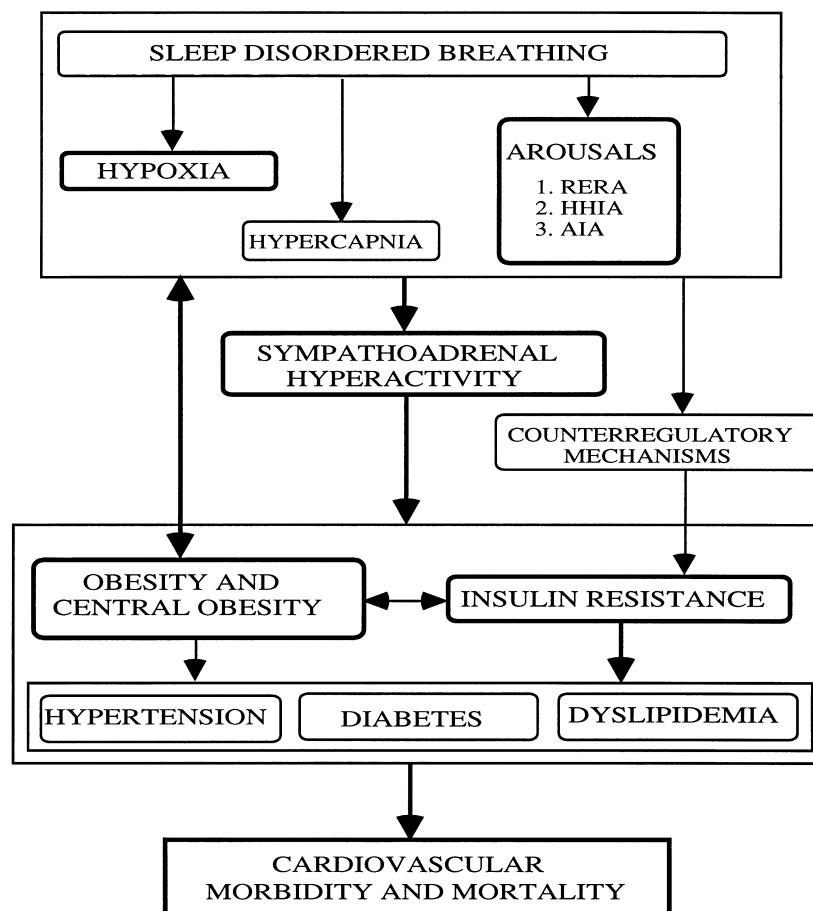 SLEEP DISORDERED BREATHING
HYPOXIA
HYPERCAPNIA
AROUSALS
1. RERA
2. HHIA
3. AIA
SYMPATHOADRENAL
HYPERACTIVITY
COUNTERREGULATORY
MECHANISMS
OBESITY AND
CENTRAL OBESITY
INSULIN RESISTANCE
HYPERTENSION
DIABETES
DYSLIPIDEMIA
CARDIOVASCULAR
MORBIDITY AND MORTALITY